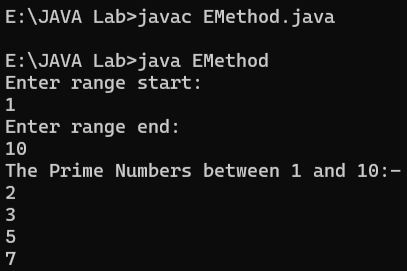 E:\JAVA Lab>javac EMethod.java
E:\JAVA Lab>java EMethod
Enter range start:
1
Enter range end:
10
The Prime Numbers between 1 and 10:-
2
3
5
7